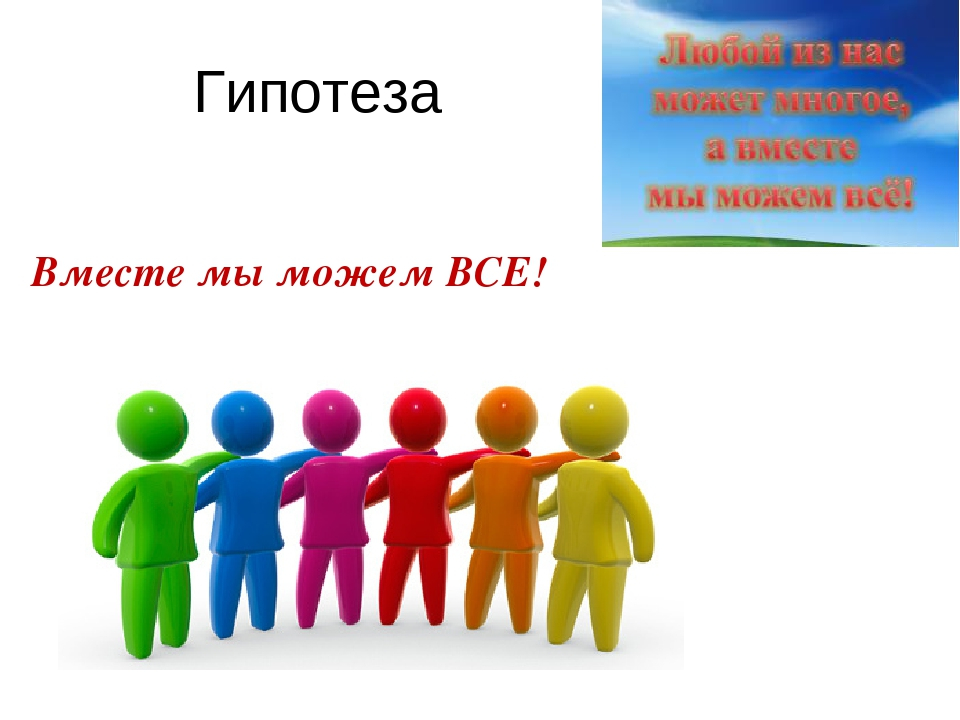 Гипотеза
Любой из нас
может многое,
а вместе
мы можем всё!
Вместе мы можем ВСЕ!